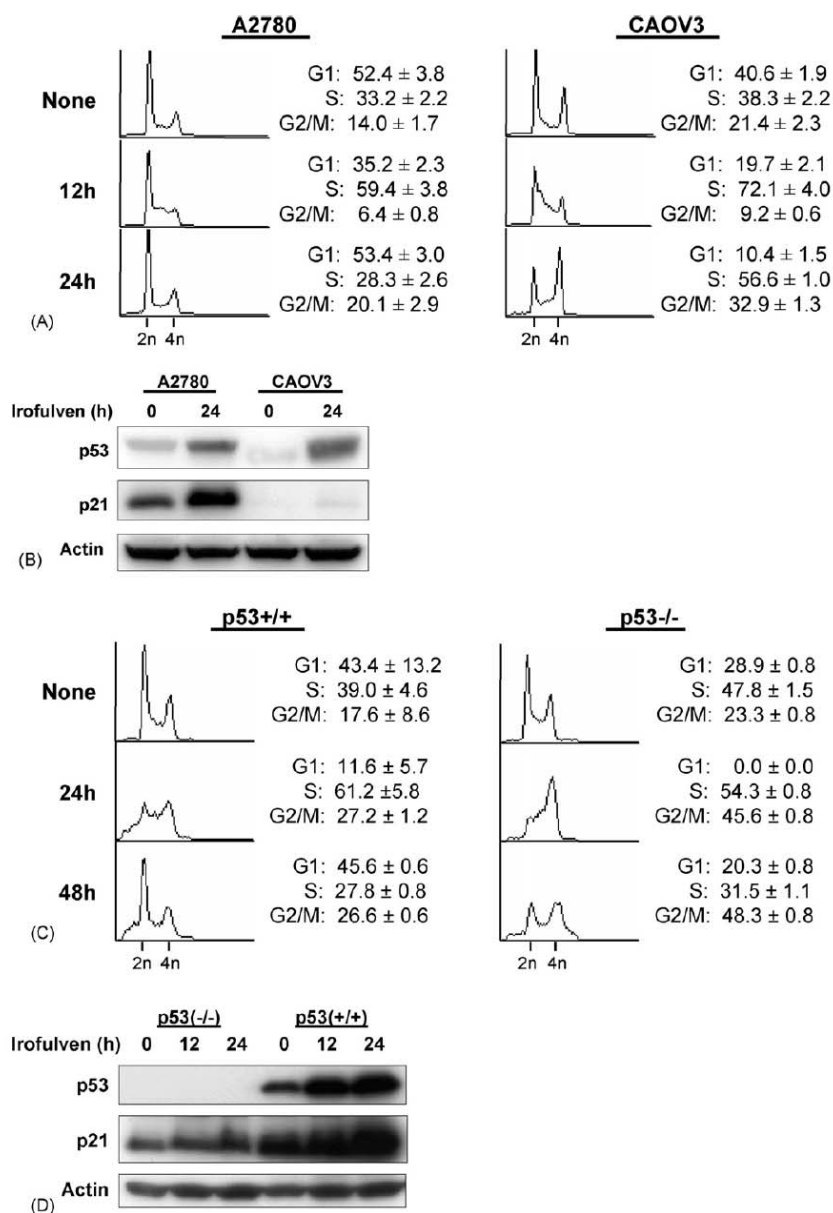 A2780 CAOV3
None
G1: 52.4 ± 3.8
S: 33.2 ± 2.2
G2/M: 14.0 ± 1.7
G1: 40.6 ± 1.9
S: 38.3 ± 2.2
G2/M: 21.4 ± 2.3
12h
G1: 35.2 ± 2.3
S: 59.4 ± 3.8
G2/M: 6.4 ± 0.8
G1: 19.7 ± 2.1
S: 72.1 ± 4.0
G2/M: 9.2 ± 0.6
24h
G1: 53.4 ± 3.0
S: 28.3 ± 2.6
G2/M: 20.1 ± 2.9
G1: 10.4 ± 1.5
S: 56.6 ± 1.0
G2/M: 32.9 ± 1.3
(A)
2n 4n 2n 4n
A2780 CAOV3
Irofulven (h) 0 24 0 24
p53
p21
Actin
(B)
p53+/+ p53-/-
None
G1: 43.4 ± 13.2
S: 39.0 ± 4.6
G2/M: 17.6 ± 8.6
G1: 28.9 ± 0.8
S: 47.8 ± 1.5
G2/M: 23.3 ± 0.8
24h
G1: 11.6 ± 5.7
S: 61.2 ±5.8
G2/M: 27.2 ± 1.2
G1: 0.0 ± 0.0
S: 54.3 ± 0.8
G2/M: 45.6 ± 0.8
48h
G1: 45.6 ± 0.6
S: 27.8 ± 0.8
G2/M: 26.6 ± 0.6
G1: 20.3 ± 0.8
S: 31.5 ± 1.1
G2/M: 48.3 ± 0.8
(C)
2n 4n 2n 4n
p53(-/-) p53(+/+)
Irofulven (h) 0 12 24 0 12 24
p53
p21
Actin
(D)